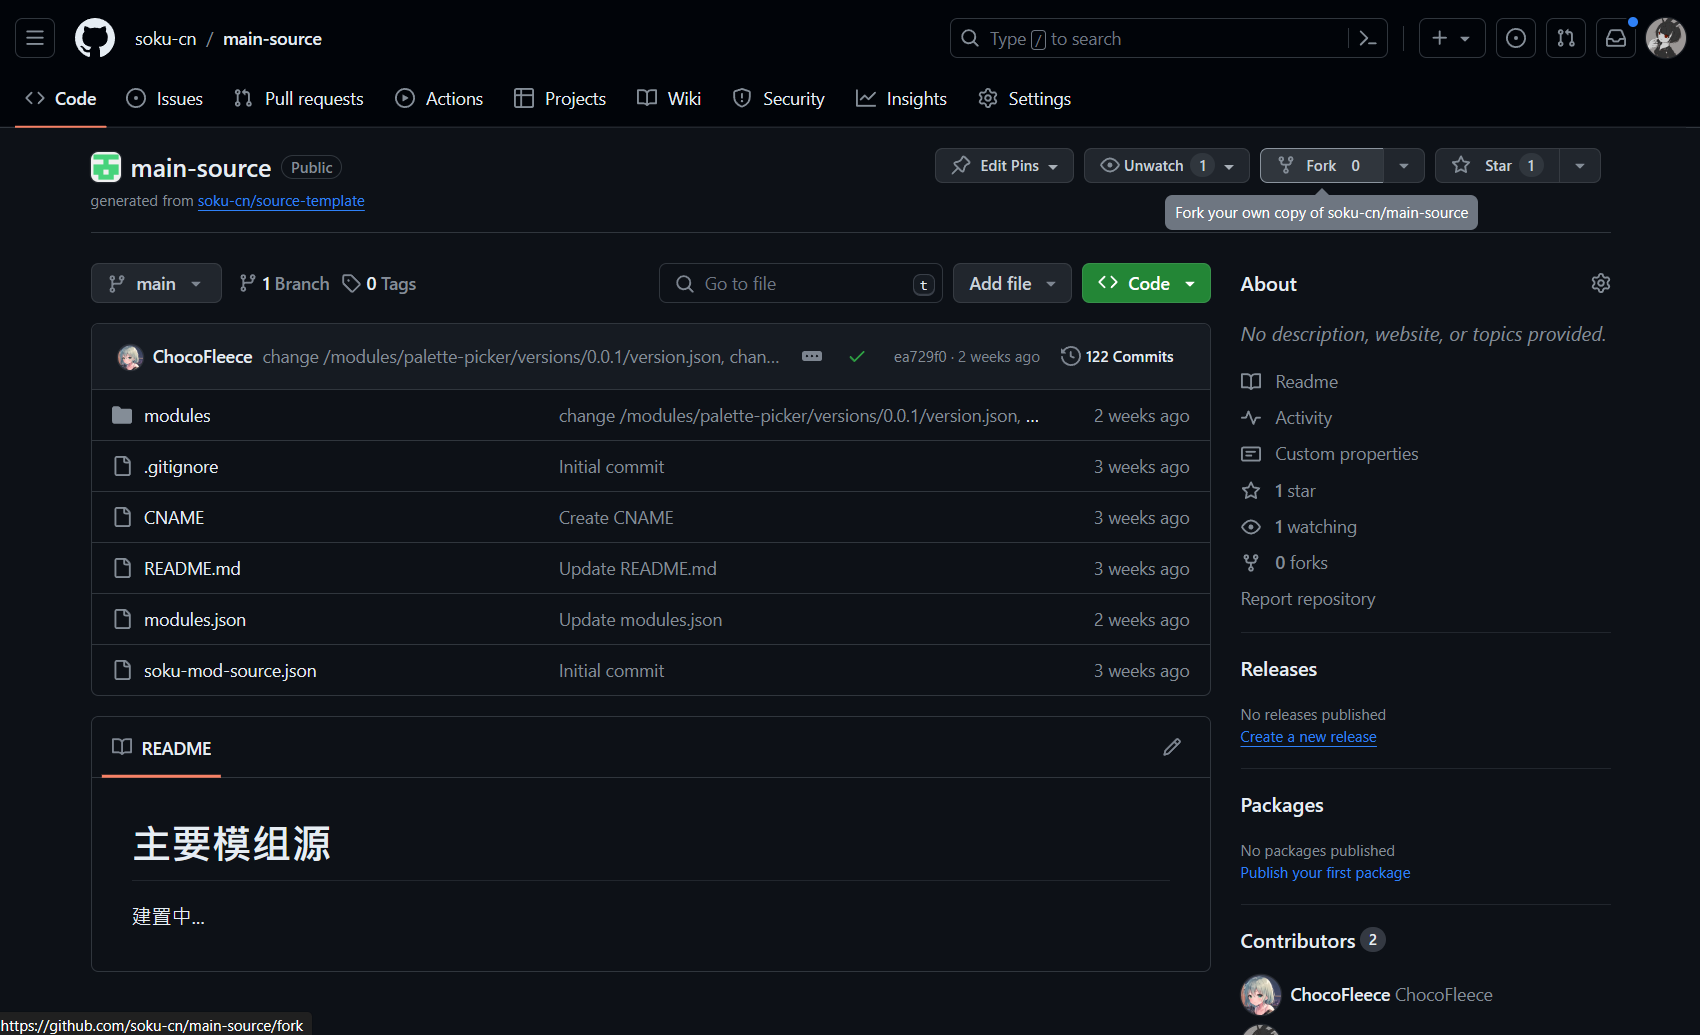 soku-cn / main-source
Type / to search
Code Issues Pull requests Actions Projects Wiki Security Insights Settings
main-source Public
Edit Pins Unwatch 1 Fork 0 Star 1
generated from soku-cn/source-template
Fork your own copy of soku-cn/main-source
main 1 Branch 0 Tags Go to file t Add file Code
ChocoFleece change /modules/palette-picker/versions/0.0.1/version.json, chan... ea729f0 · 2 weeks ago 122 Commits
modules change /modules/palette-picker/versions/0.0.1/version.json, ... 2 weeks ago
.gitignore Initial commit 3 weeks ago
CNAME Create CNAME 3 weeks ago
README.md Update README.md 3 weeks ago
modules.json Update modules.json 2 weeks ago
soku-mod-source.json Initial commit 3 weeks ago
README
主要模组源
建置中...
About
No description, website, or topics provided.
Readme
Activity
Custom properties
1 star
1 watching
0 forks
Report repository
Releases
No releases published
Create a new release
Packages
No packages published
Publish your first package
Contributors 2
ChocoFleece ChocoFleece
https://github.com/soku-cn/main-source/fork